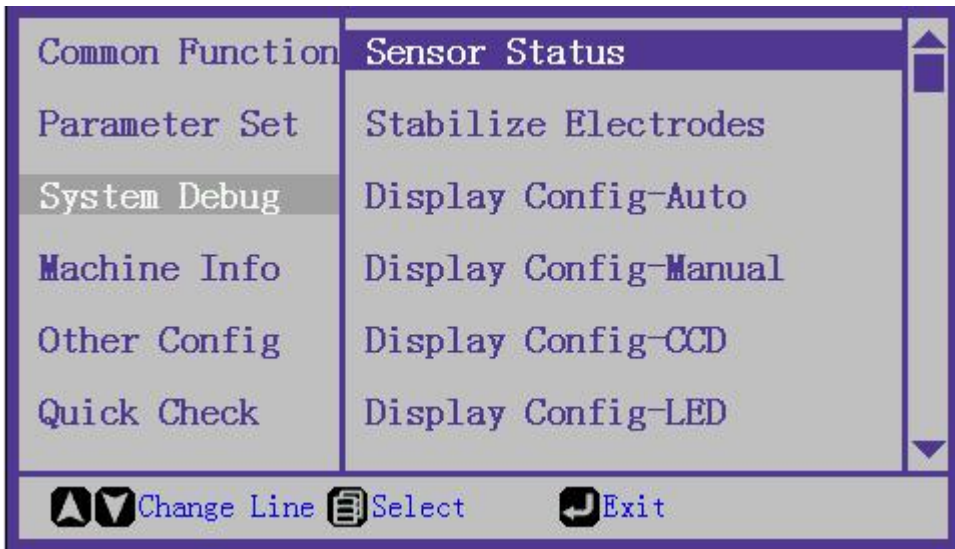 Common Function
Parameter Set
System Debug
Machine Info
Other Config
Quick Check
Sensor Status
Stabilize Electrodes
Display Config-Auto
Display Config-Manual
Display Config-CCD
Display Config-LED
Change Line Select Exit